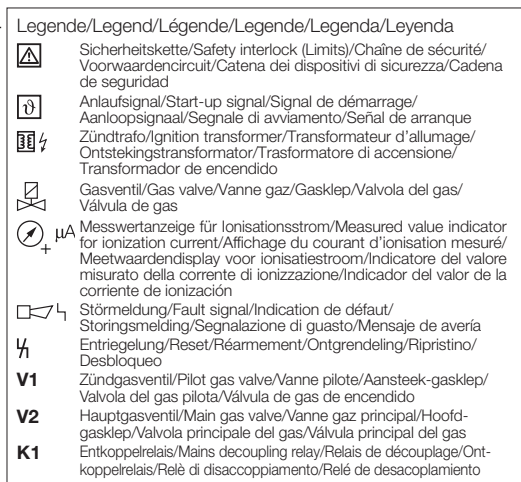 Legende/Legend/Légende/Legende/Legenda/Leyenda
Sicherheitskette/Safety interlock (Limits)/Chaîne de sécurité/
Voorwaardencircuit/Catena dei dispositivi di sicurezza/Cadena
de seguridad
ϑ Anlaufsignal/Start-up signal/Signal de démarrage/
Aanloopsignaal/Segnale di avviamento/Señal de arranque
Zündtrafo/Ignition transformer/Transformateur d'allumage/
Ontstekingstransformator/Trasformatore di accensione/
Transformador de encendido
Gasventil/Gas valve/Vanne gaz/Gasklep/Valvola del gas/
Válvula de gas
+ µA Messwertanzeige für Ionisationsstrom/Measured value indicator
for ionization current/Affichage du courant d'ionisation mesuré/
Meetwaardendisplay voor ionisatiestroom/Indicatore del valore
misurato della corrente di ionizzazione/Indicador del valor de la
corriente de ionización
Störmeldung/Fault signal/Indication de défaut/
Storingsmelding/Segnalazione di guasto/Mensaje de avería
Entriegelung/Reset/Réarmement/Ontgrendeling/Ripristino/
Desbloqueo
V1 Zündgasventil/Pilot gas valve/Vanne pilote/Aansteek-gasklep/
Valvola del gas pilota/Válvula de gas de encendido
V2 Hauptgasventil/Main gas valve/Vanne gaz principal/Hoofd-
gasklep/Valvola principale del gas/Válvula principal del gas
K1 Entkoppelrelais/Mains decoupling relay/Relais de découplage/Ont-
koppelrelais/Relè di disaccoppiamento/Relé de desacoplamiento